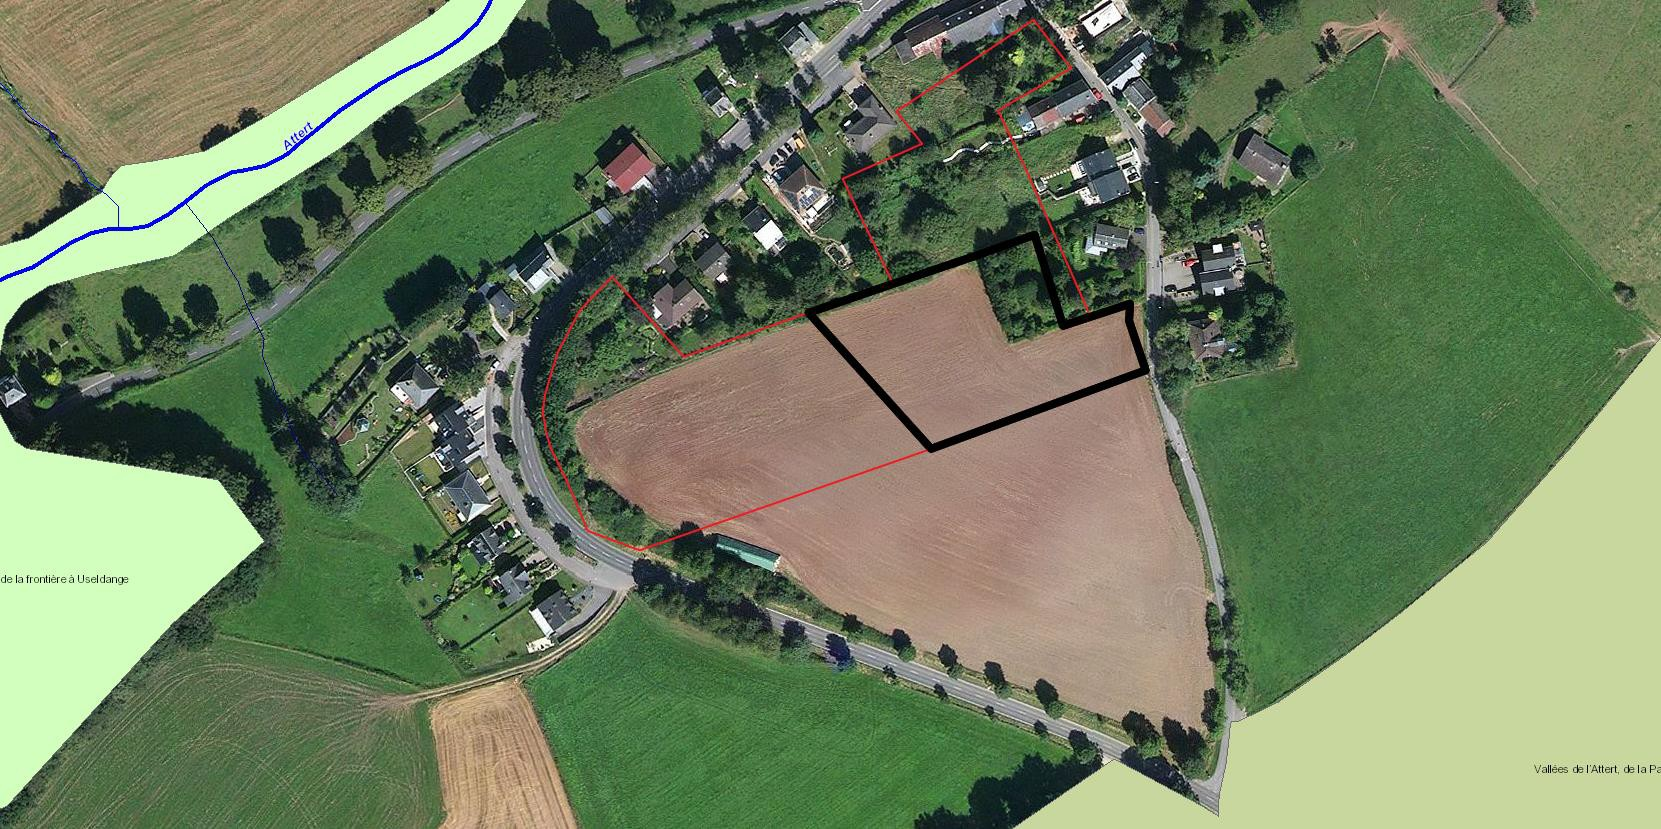 Attert
de la frontière à Useldange
Vallées de l'Attert, de la Pa